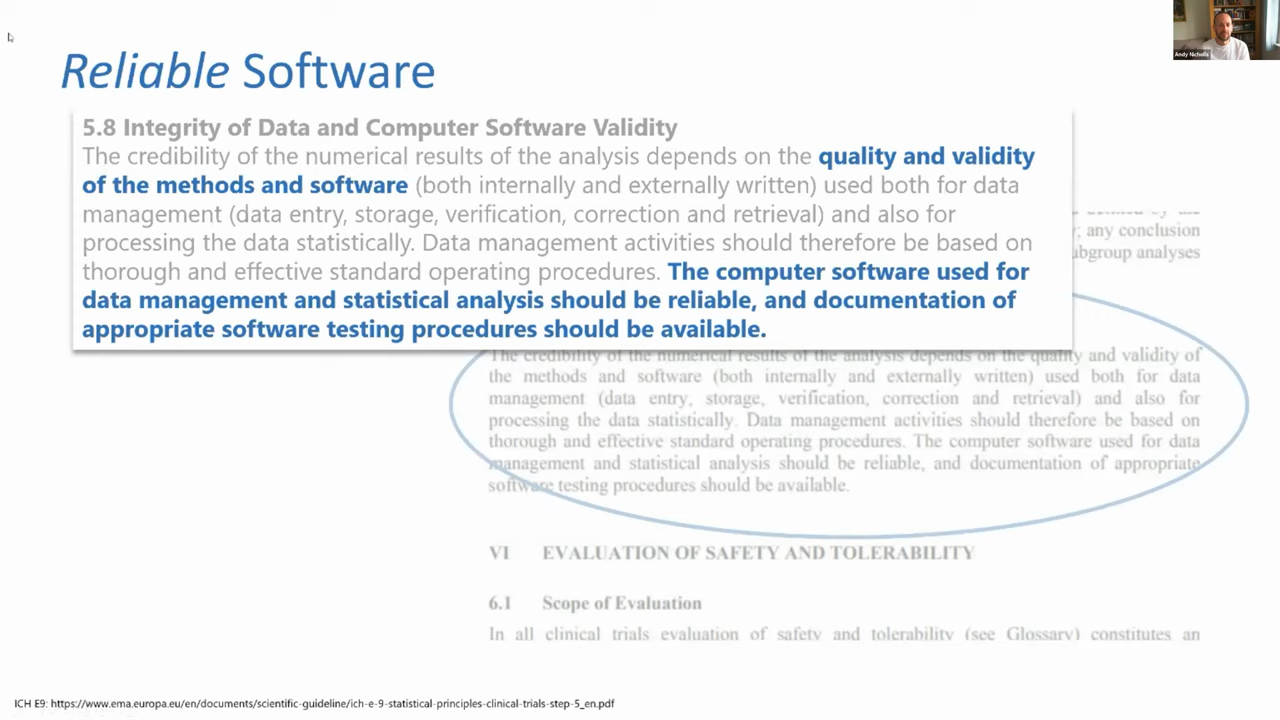 Andy Nicholls
Reliable Software
5.8 Integrity of Data and Computer Software Validity
The credibility of the numerical results of the analysis depends on the quality and validity
of the methods and software (both internally and externally written) used both for data
management (data entry, storage, verification, correction and retrieval) and also for
processing the data statistically. Data management activities should therefore be based on
thorough and effective standard operating procedures. The computer software used for
data management and statistical analysis should be reliable, and documentation of
appropriate software testing procedures should be available.
by the
any conclusion
ubgroup analyses
The credibility of the numerical results of the analysis depends on the quality and validity of
the methods and software (both internally and externally written) used both for data
management (data entry, storage, verification, correction and retrieval) and also for
processing the data statistically. Data management activities should therefore be based on
thorough and effective standard operating procedures. The computer software used for data
management and statistical analysis should be reliable, and documentation of appropriate
software testing procedures should be available.
VI EVALUATION OF SAFETY AND TOLERABILITY
6.1 Scope of Evaluation
In all clinical trials evaluation of safety and tolerability (see Glossary) constitutes an
ICH E9: https://www.ema.europa.eu/en/documents/scientific-guideline/ich-e-9-statistical-principles-clinical-trials-step-5_en.pdf